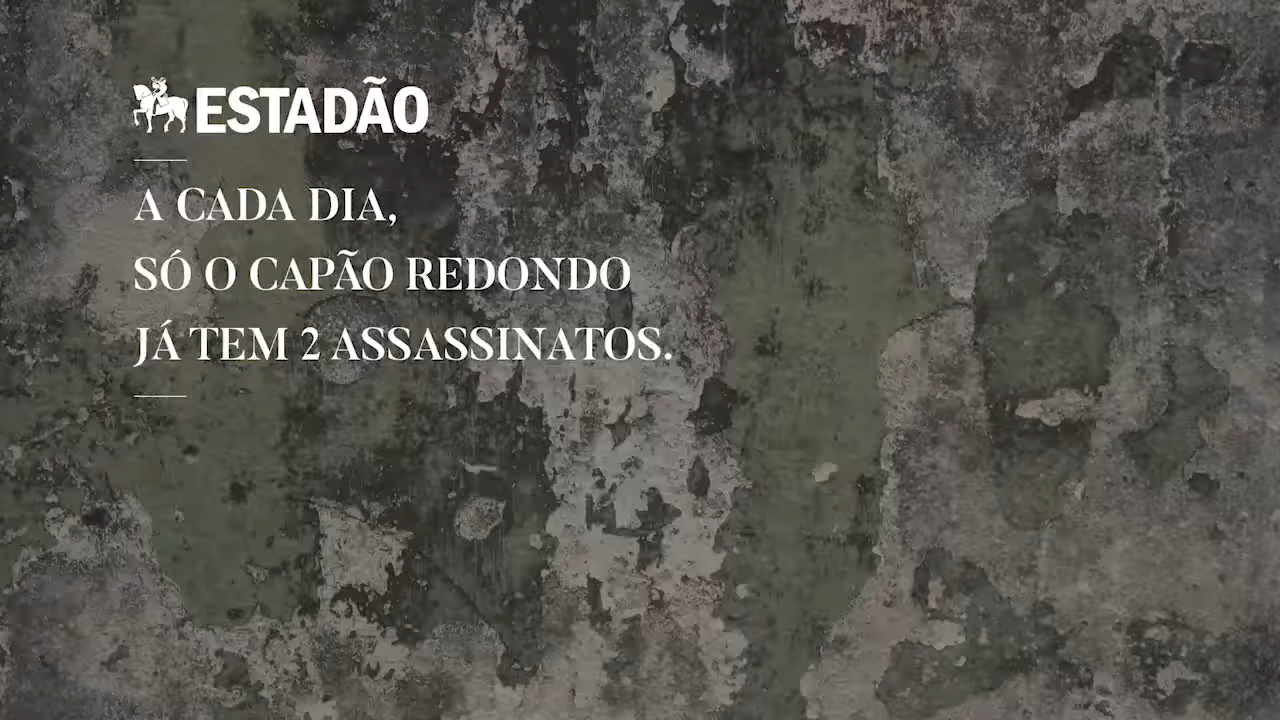 ESTADÃO
A CADA DIA,
SÓ O CAPÃO REDONDO
JÁ TEM 2 ASSASSINATOS.